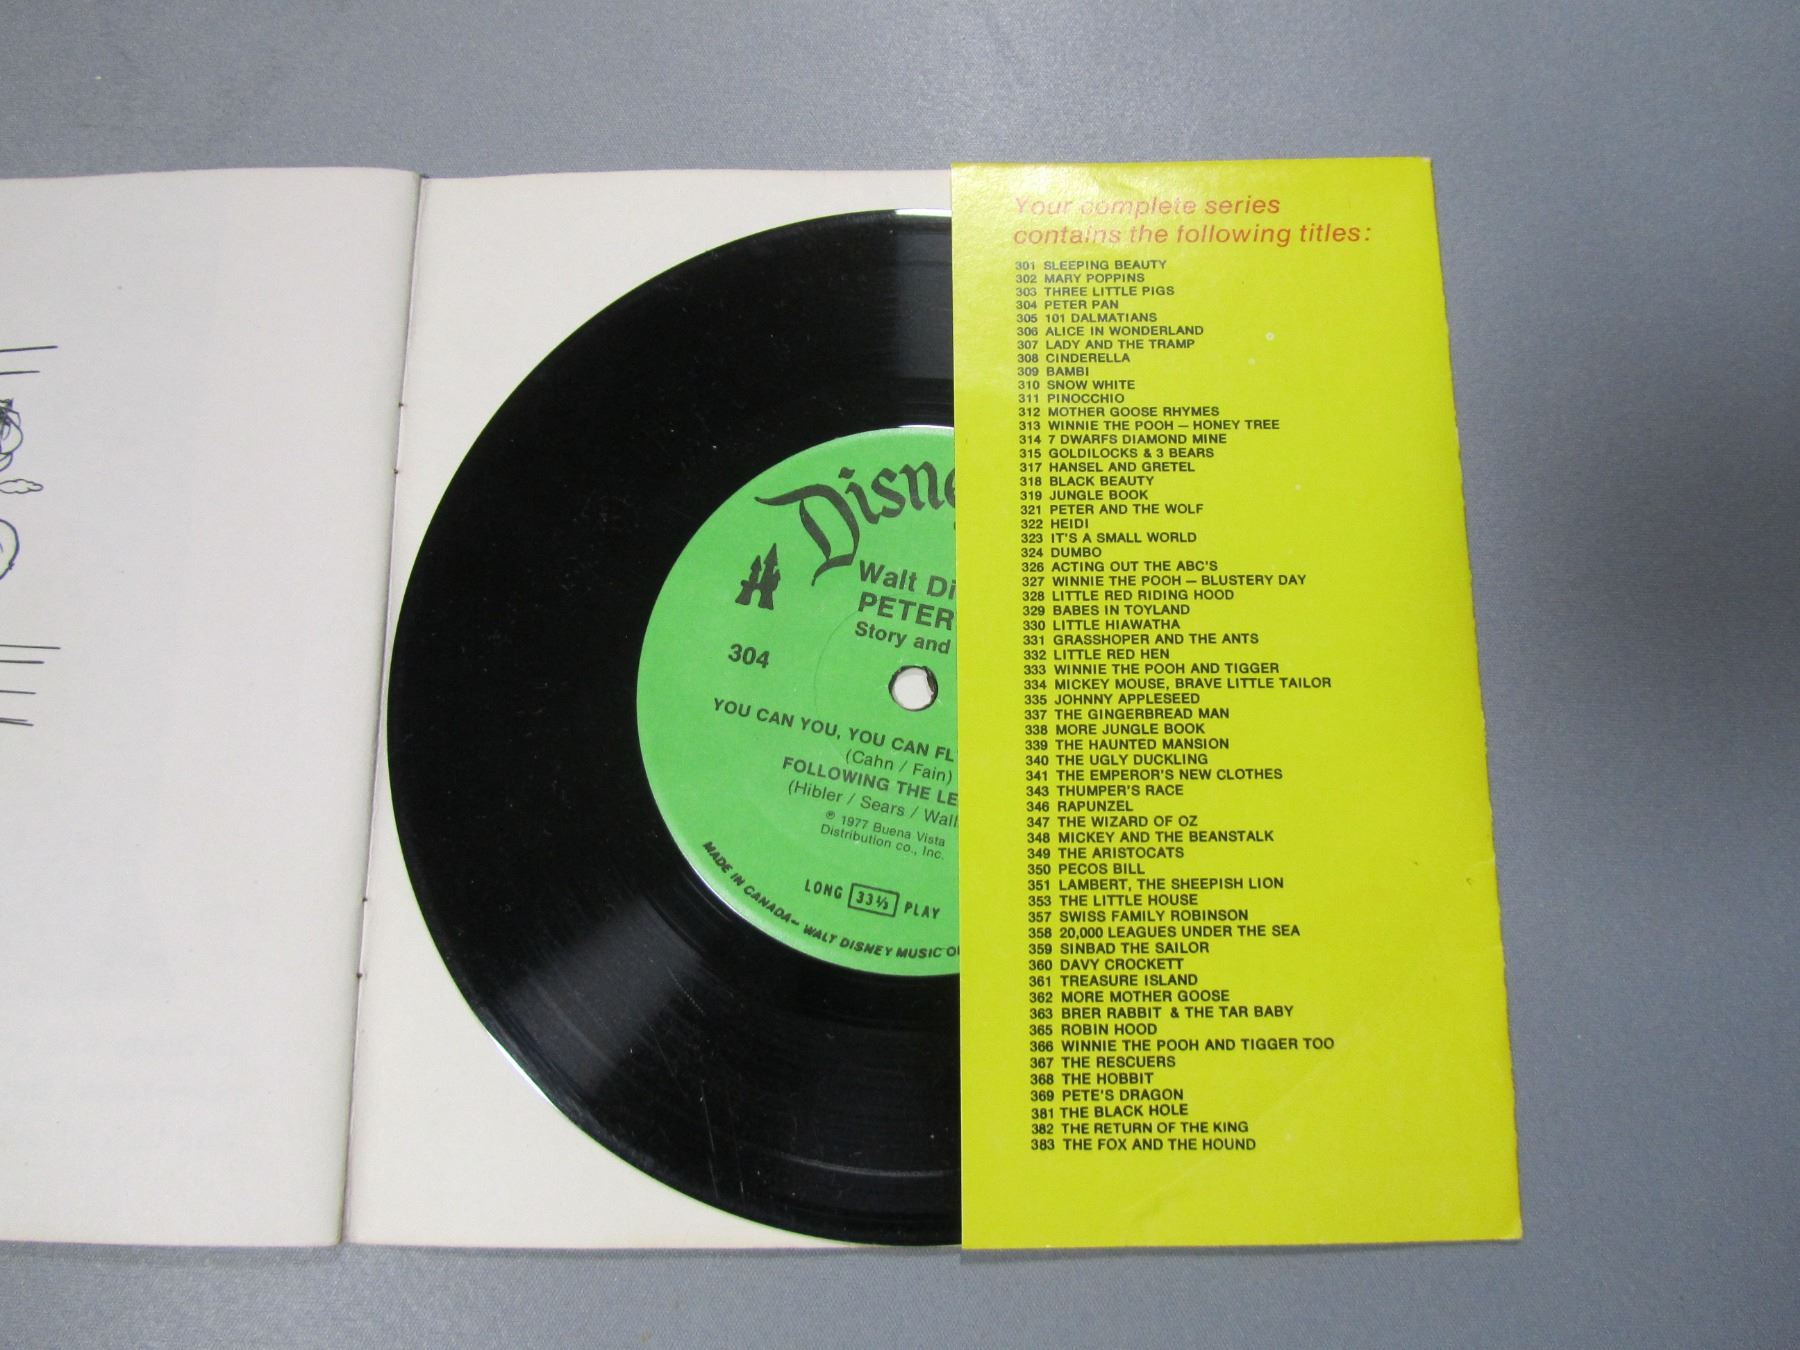 Disney
Walt Di
PETER
Story and
304
YOU CAN YOU, YOU CAN FL
(Cahn / Fain)
FOLLOWING THE LE
(Hibler / Sears / Wall
℗ 1977 Buena Vista
Distribution co., Inc.
LONG 33⅓ PLAY
MADE IN CANADA – WALT DISNEY MUSIC O
Your complete series
contains the following titles:
301 SLEEPING BEAUTY
302 MARY POPPINS
303 THREE LITTLE PIGS
304 PETER PAN
305 101 DALMATIANS
306 ALICE IN WONDERLAND
307 LADY AND THE TRAMP
308 CINDERELLA
309 BAMBI
310 SNOW WHITE
311 PINOCCHIO
312 MOTHER GOOSE RHYMES
313 WINNIE THE POOH – HONEY TREE
314 7 DWARFS DIAMOND MINE
315 GOLDILOCKS & 3 BEARS
317 HANSEL AND GRETEL
318 BLACK BEAUTY
319 JUNGLE BOOK
321 PETER AND THE WOLF
322 HEIDI
323 IT'S A SMALL WORLD
324 DUMBO
326 ACTING OUT THE ABC'S
327 WINNIE THE POOH – BLUSTERY DAY
328 LITTLE RED RIDING HOOD
329 BABES IN TOYLAND
330 LITTLE HIAWATHA
331 GRASSHOPER AND THE ANTS
332 LITTLE RED HEN
333 WINNIE THE POOH AND TIGGER
334 MICKEY MOUSE, BRAVE LITTLE TAILOR
335 JOHNNY APPLESEED
337 THE GINGERBREAD MAN
338 MORE JUNGLE BOOK
339 THE HAUNTED MANSION
340 THE UGLY DUCKLING
341 THE EMPEROR'S NEW CLOTHES
343 THUMPER'S RACE
346 RAPUNZEL
347 THE WIZARD OF OZ
348 MICKEY AND THE BEANSTALK
349 THE ARISTOCATS
350 PECOS BILL
351 LAMBERT, THE SHEEPISH LION
353 THE LITTLE HOUSE
357 SWISS FAMILY ROBINSON
358 20,000 LEAGUES UNDER THE SEA
359 SINBAD THE SAILOR
360 DAVY CROCKETT
361 TREASURE ISLAND
362 MORE MOTHER GOOSE
363 BRER RABBIT & THE TAR BABY
365 ROBIN HOOD
366 WINNIE THE POOH AND TIGGER TOO
367 THE RESCUERS
368 THE HOBBIT
369 PETE'S DRAGON
381 THE BLACK HOLE
382 THE RETURN OF THE KING
383 THE FOX AND THE HOUND